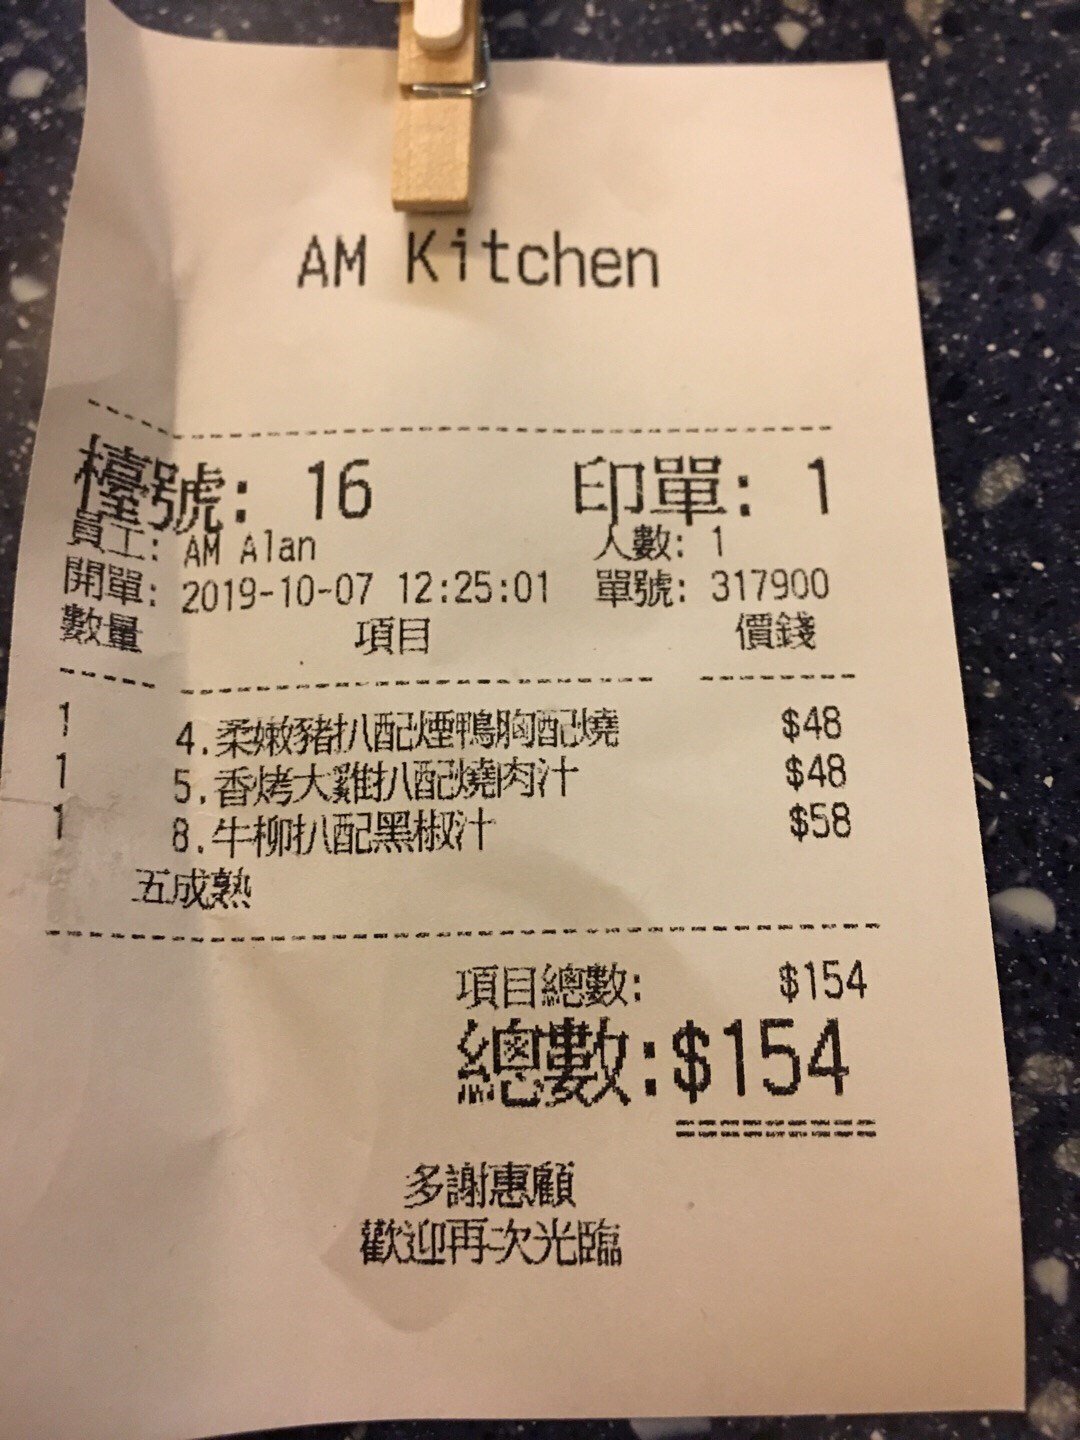 AM Kitchen
檯號: 16 印單: 1
員工: AM Alan 人數: 1
開單: 2019-10-07 12:25:01 單號: 317900
數量 項目 價錢
1 4.柔嫩豬扒配煙鴨胸配燒 $48
1 5.香烤大雞扒配燒肉汁 $48
1 8.牛柳扒配黑椒汁 $58
五成熟
項目總數: $154
總數:$154
多謝惠顧
歡迎再次光臨